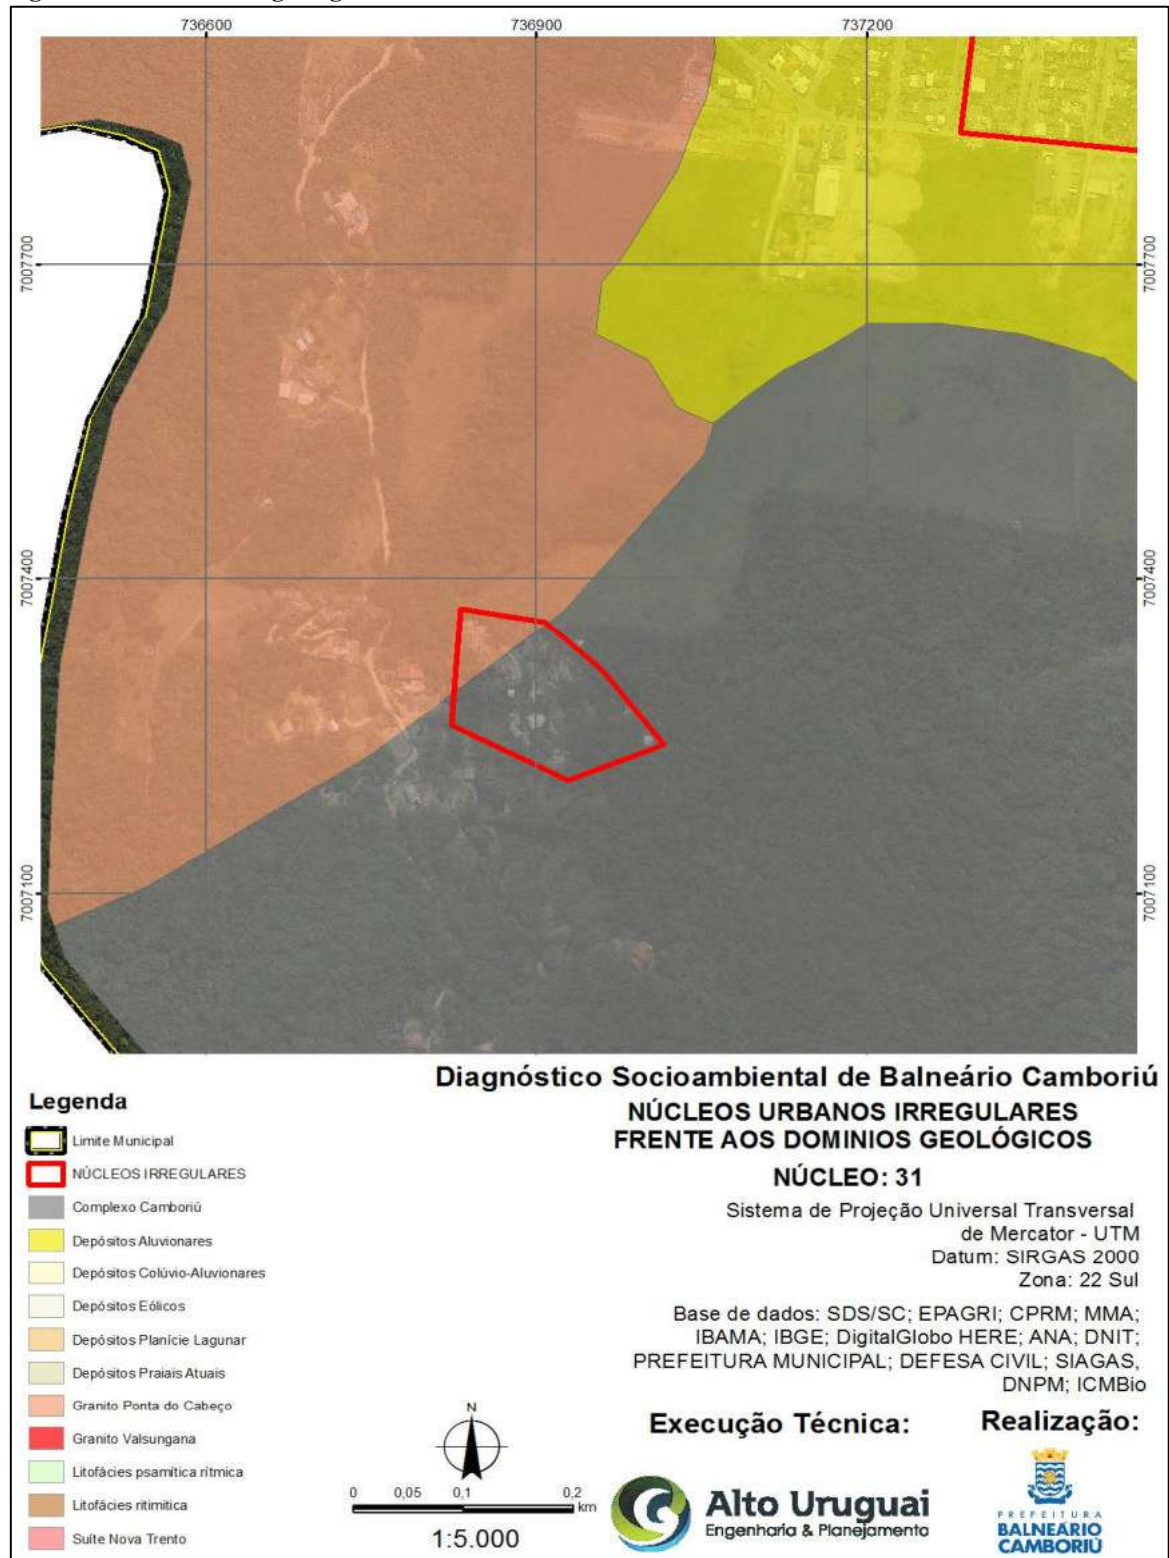 736600 736900 737200
7007700 7007700
7007400 7007400
7007100 7007100
Diagnóstico Socioambiental de Balneário Camboriú
NÚCLEOS URBANOS IRREGULARES
FRENTE AOS DOMINIOS GEOLÓGICOS
NÚCLEO: 31
Sistema de Projeção Universal Transversal
de Mercator - UTM
Datum: SIRGAS 2000
Zona: 22 Sul
Base de dados: SDS/SC; EPAGRI; CPRM; MMA;
IBAMA; IBGE; DigitalGlobo HERE; ANA; DNIT;
PREFEITURA MUNICIPAL; DEFESA CIVIL; SIAGAS,
DNPM; ICMBio
Legenda
Limite Municipal
NÚCLEOS IRREGULARES
Complexo Camboriú
Depósitos Aluvionares
Depósitos Colúvio-Aluvionares
Depósitos Eólicos
Depósitos Planície Lagunar
Depósitos Praiais Atuais
Granito Ponta do Cabeço
Granito Valsungana
Litofácies psamítica rítmica
Litofácies ritimitica
Suíte Nova Trento
N
0 0,05 0,1 0,2
km
1:5.000
Execução Técnica:
Alto Uruguai
Engenharia & Planejamento
Realização:
PREFEITURA
BALNEÁRIO
CAMBORIÚ